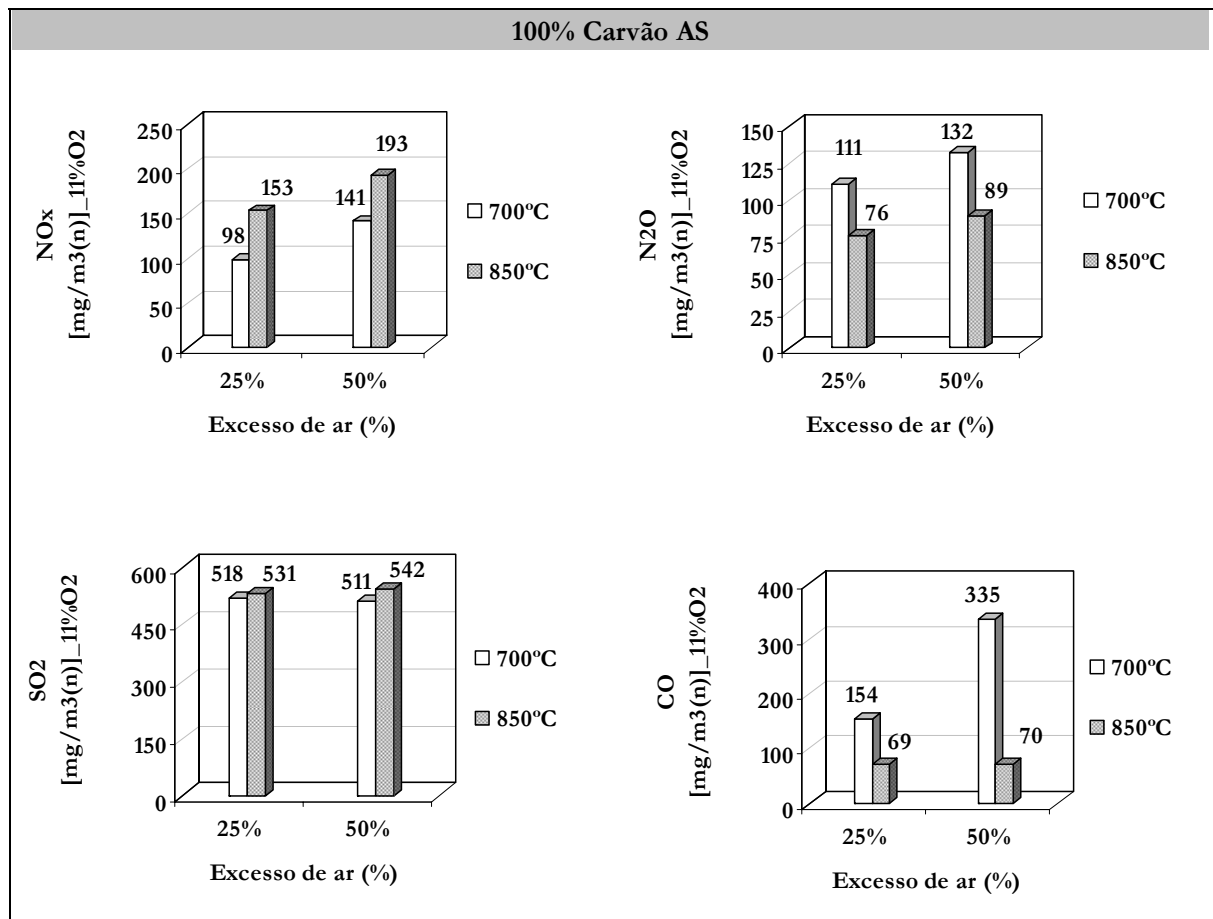 100% Carvão AS
NOx
[mg/m3(n)]_11%O2
250
200
150
100
50
0
98
153
141
193
25%
50%
Excesso de ar (%)
700ºC
850ºC
N2O
[mg/m3(n)]_11%O2
150
125
100
75
50
25
0
111
76
132
89
25%
50%
Excesso de ar (%)
700ºC
850ºC
SO2
[mg/m3(n)]_11%O2
600
450
300
150
0
518
531
511
542
25%
50%
Excesso de ar (%)
700ºC
850ºC
CO
[mg/m3(n)]_11%O2
400
300
200
100
0
154
69
335
70
25%
50%
Excesso de ar (%)
700ºC
850ºC